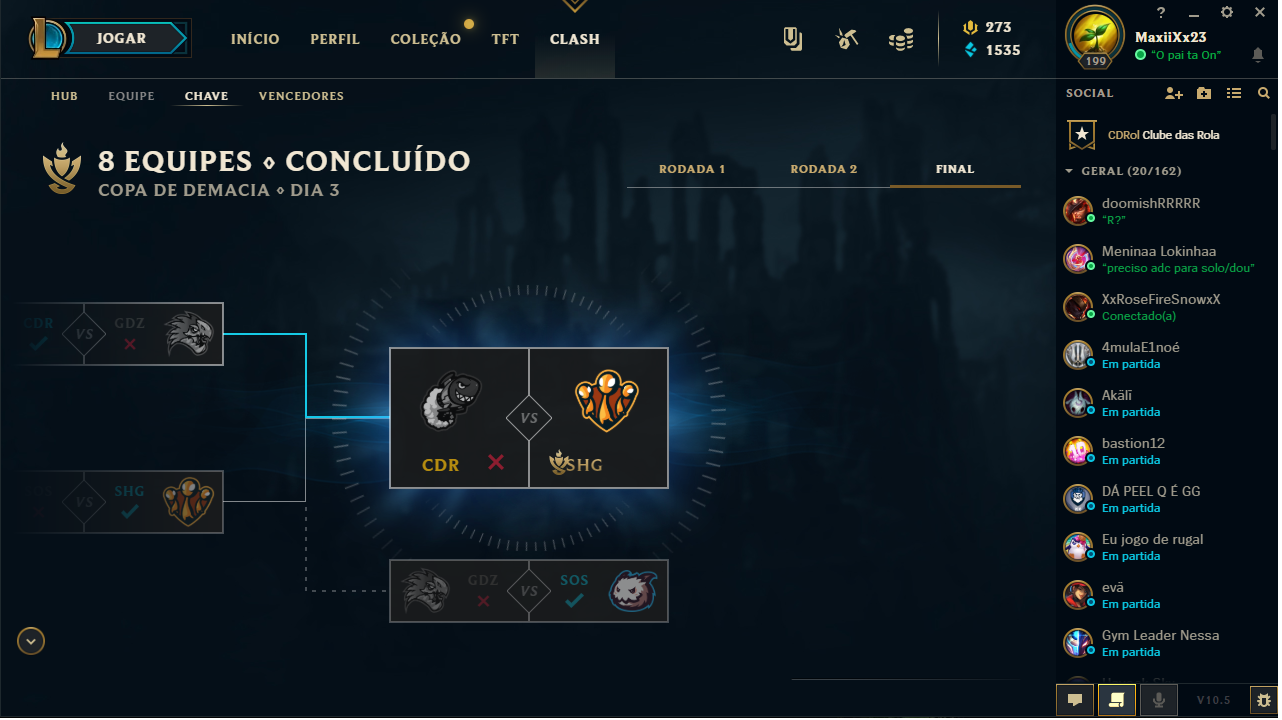 JOGAR
INÍCIO
PERFIL
COLEÇÃO
TFT
CLASH
273
1535
199
?
MaxiiXx23
“O pai ta On”
HUB
EQUIPE
CHAVE
VENCEDORES
8 EQUIPES ⋄ CONCLUÍDO
COPA DE DEMACIA ⋄ DIA 3
RODADA 1
RODADA 2
FINAL
CDR
VS
GDZ
VS
SHG
CDR
VS
SHG
GDZ
VS
SOS
SOCIAL
CDRol Clube das Rola
GERAL (20/162)
doomishRRRRR
“R?”
Meninaa Lokinhaa
“preciso adc para solo/dou”
XxRoseFireSnowxX
Conectado(a)
4mulaE1noé
Em partida
Akãlï
Em partida
bastion12
Em partida
DÁ PEEL Q É GG
Em partida
Eu jogo de rugal
Em partida
evã
Em partida
Gym Leader Nessa
Em partida
V10.5